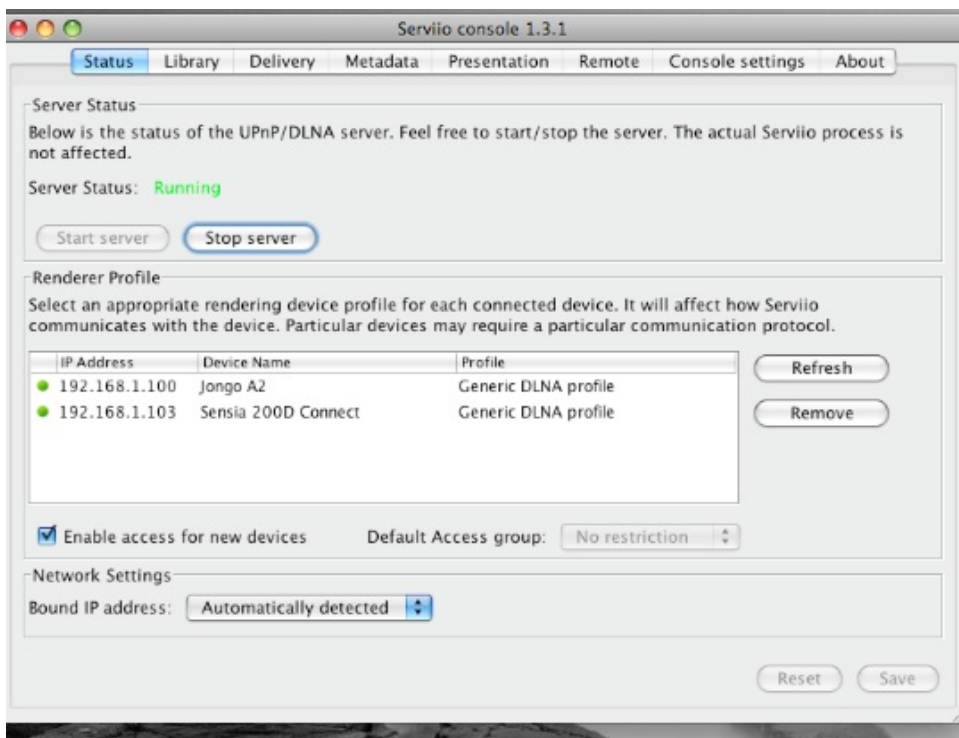 Serviio console 1.3.1
Status Library Delivery Metadata Presentation Remote Console settings About
Server Status
Below is the status of the UPnP/DLNA server. Feel free to start/stop the server. The actual Serviio process is
not affected.
Server Status: Running
Start server Stop server
Renderer Profile
Select an appropriate rendering device profile for each connected device. It will affect how Serviio
communicates with the device. Particular devices may require a particular communication protocol.
IP Address Device Name Profile
192.168.1.100 Jongo A2 Generic DLNA profile
192.168.1.103 Sensia 200D Connect Generic DLNA profile
Refresh
Remove
Enable access for new devices Default Access group: No restriction
Network Settings
Bound IP address: Automatically detected
Reset Save